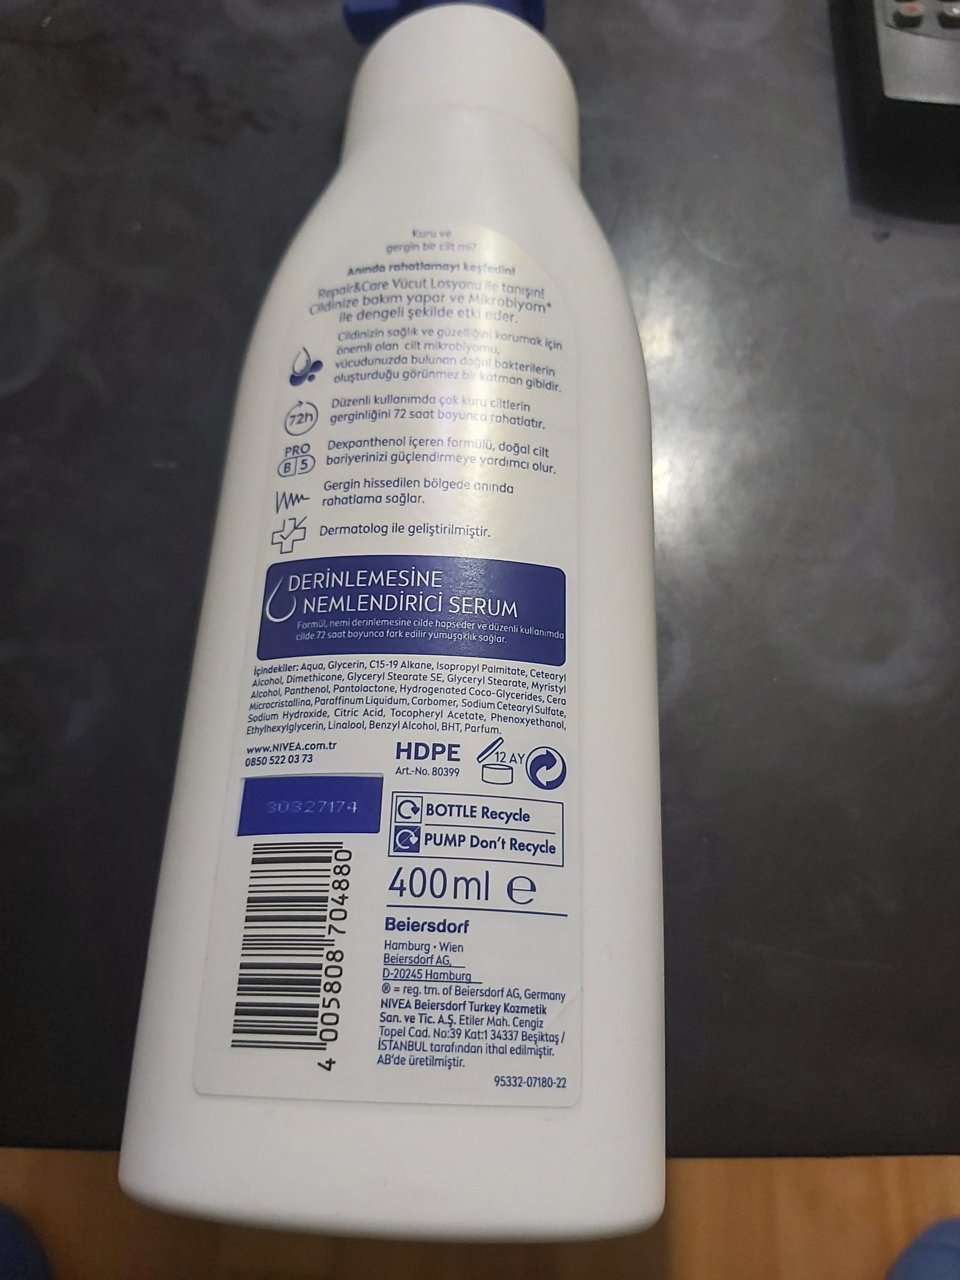 Kuru ve
gergin bir cilt mi?
Anında rahatlamayı keşfedin!
Repair&Care Vücut Losyonu ile tanışın!
Cildinize bakım yapar ve Mikrobiyom*
ile dengeli şekilde etki eder.
Cildinizin sağlık ve güzelliğini korumak için
önemli olan cilt mikrobiyomu,
vücudunuzda bulunan doğal bakterilerin
oluşturduğu görünmez bir katman gibidir.
72h
Düzenli kullanımda çok kuru ciltlerin
gerginliğini 72 saat boyunca rahatlatır.
PRO
B 5
Dexpanthenol içeren formülü, doğal cilt
bariyerinizi güçlendirmeye yardımcı olur.
Gergin hissedilen bölgede anında
rahatlama sağlar.
Dermatolog ile geliştirilmiştir.
DERİNLEMESİNE
NEMLENDİRİCİ SERUM
Formül, nemi derinlemesine cilde hapseder ve düzenli kullanımda
cilde 72 saat boyunca fark edilir yumuşaklık sağlar.
İçindekiler: Aqua, Glycerin, C15-19 Alkane, Isopropyl Palmitate, Cetearyl
Alcohol, Dimethicone, Glyceryl Stearate SE, Glyceryl Stearate, Myristyl
Alcohol, Panthenol, Pantolactone, Hydrogenated Coco-Glycerides, Cera
Microcristallina, Paraffinum Liquidum, Carbomer, Sodium Cetearyl Sulfate,
Sodium Hydroxide, Citric Acid, Tocopheryl Acetate, Phenoxyethanol,
Ethylhexylglycerin, Linalool, Benzyl Alcohol, BHT, Parfum.
www.NIVEA.com.tr
0850 522 03 73
HDPE
Art.-No. 80399
12 AY
30327174
BOTTLE Recycle
PUMP Don't Recycle
400ml e
4 005808 704880
Beiersdorf
Hamburg · Wien
Beiersdorf AG,
D-20245 Hamburg
® = reg. tm. of Beiersdorf AG, Germany
NIVEA Beiersdorf Turkey Kozmetik
San. ve Tic. A.Ş. Etiler Mah. Cengiz
Topel Cad. No:39 Kat:1 34337 Beşiktaş/
İSTANBUL tarafından ithal edilmiştir.
AB'de üretilmiştir.
95332-07180-22